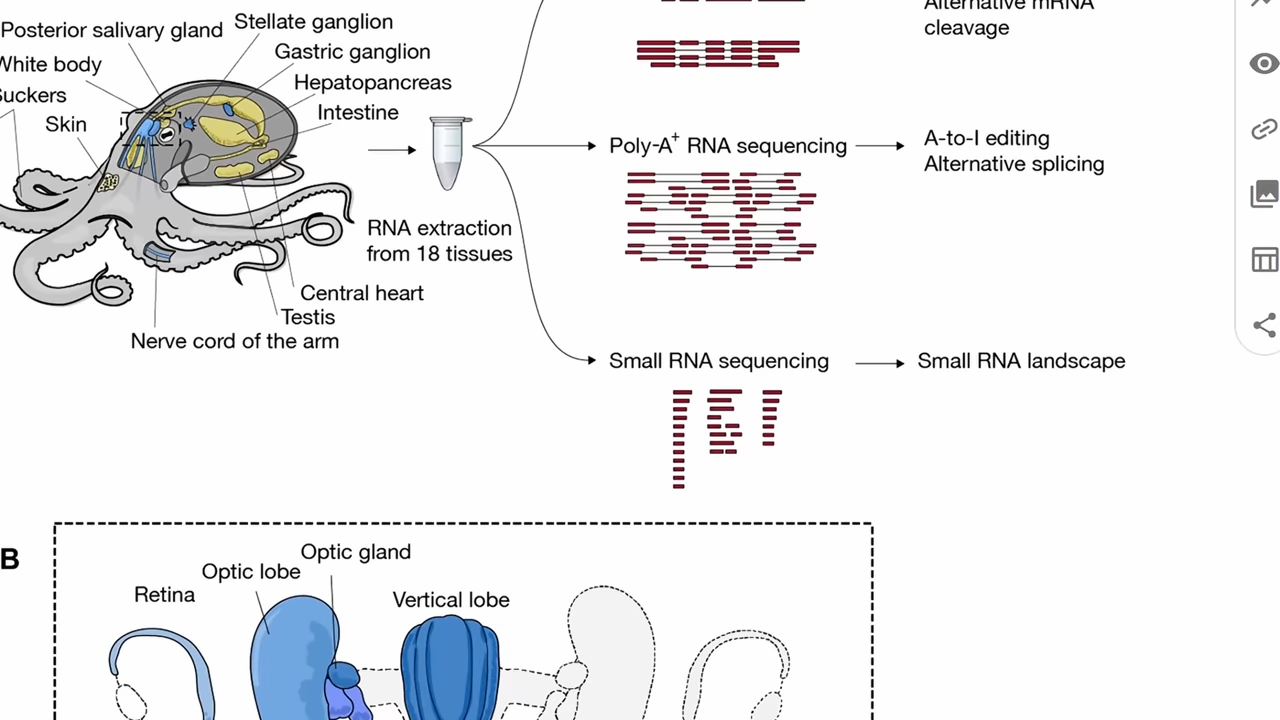 Posterior salivary gland
Stellate ganglion
Gastric ganglion
White body
Hepatopancreas
Suckers
Intestine
Skin
RNA extraction
from 18 tissues
Central heart
Testis
Nerve cord of the arm
Alternative mRNA
cleavage
Poly-A+ RNA sequencing
A-to-I editing
Alternative splicing
Small RNA sequencing
Small RNA landscape
B
Optic gland
Optic lobe
Retina
Vertical lobe